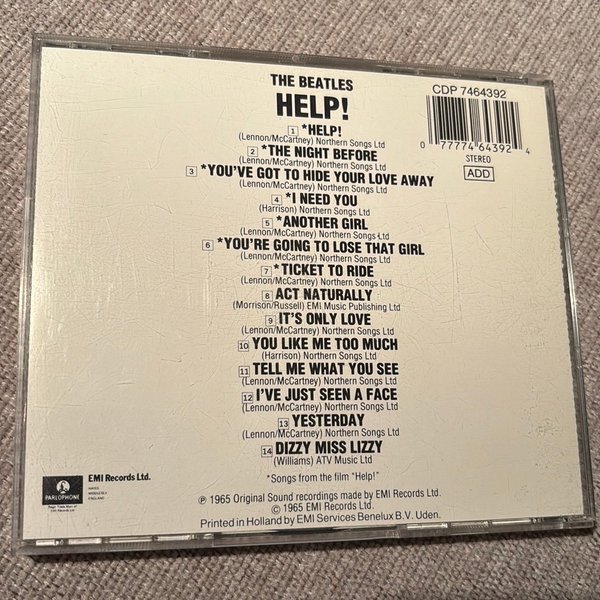 THE BEATLES
HELP!
CDP 7464392
1 *HELP!
(Lennon/McCartney) Northern Songs Ltd
2 *THE NIGHT BEFORE
(Lennon/McCartney) Northern Songs Ltd
3 *YOU'VE GOT TO HIDE YOUR LOVE AWAY
(Lennon/McCartney) Northern Songs Ltd
4 *I NEED YOU
(Harrison) Northern Songs Ltd
5 *ANOTHER GIRL
(Lennon/McCartney) Northern Songs Ltd
6 *YOU'RE GOING TO LOSE THAT GIRL
(Lennon/McCartney) Northern Songs Ltd
7 *TICKET TO RIDE
(Lennon/McCartney) Northern Songs Ltd
8 ACT NATURALLY
(Morrison/Russell) EMI Music Publishing Ltd
9 IT'S ONLY LOVE
(Lennon/McCartney) Northern Songs Ltd
10 YOU LIKE ME TOO MUCH
(Harrison) Northern Songs Ltd
11 TELL ME WHAT YOU SEE
(Lennon/McCartney) Northern Songs Ltd
12 I'VE JUST SEEN A FACE
(Lennon/McCartney) Northern Songs Ltd
13 YESTERDAY
(Lennon/McCartney) Northern Songs Ltd
14 DIZZY MISS LIZZY
(Williams) ATV Music Ltd
*Songs from the film "Help!"
0 77774 64392 4
STEREO
ADD
PARLOPHONE
EMI Records Ltd.
HAYES
MIDDLESEX
ENGLAND
℗ 1965 Original Sound recordings made by EMI Records Ltd.
© 1965 EMI Records Ltd.
Printed in Holland by EMI Services Benelux B.V. Uden.